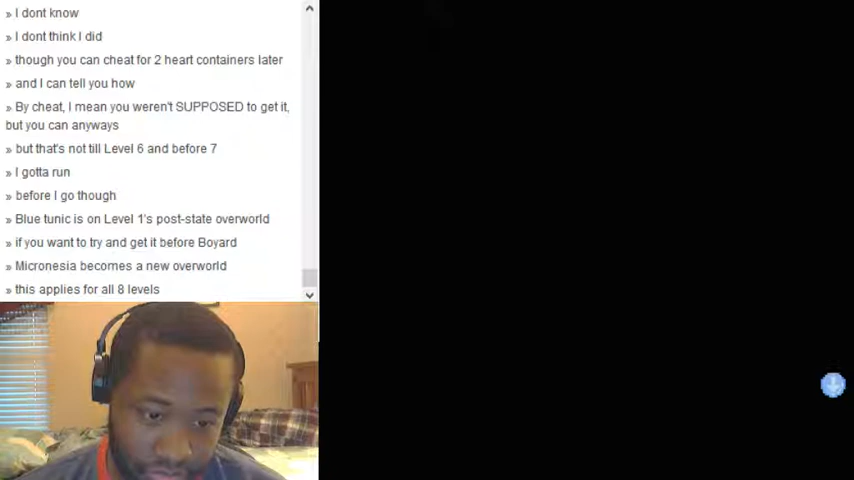 » I dont know
» I dont think I did
» though you can cheat for 2 heart containers later
» and I can tell you how
» By cheat, I mean you weren't SUPPOSED to get it,
but you can anyways
» but that's not till Level 6 and before 7
» I gotta run
» before I go though
» Blue tunic is on Level 1's post-state overworld
» if you want to try and get it before Boyard
» Micronesia becomes a new overworld
» this applies for all 8 levels